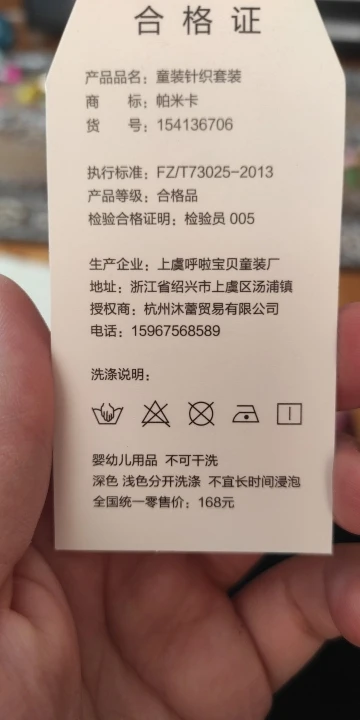 合格证
产品品名：童装针织套装
商　　标：帕米卡
货　　号：154136706
执行标准：FZ/T73025-2013
产品等级：合格品
检验合格证明：检验员 005
生产企业：上虞呼啦宝贝童装厂
地址：浙江省绍兴市上虞区汤浦镇
授权商：杭州沐蕾贸易有限公司
电话：15967568589
洗涤说明：
婴幼儿用品 不可干洗
深色 浅色分开洗涤 不宜长时间浸泡
全国统一零售价：168元